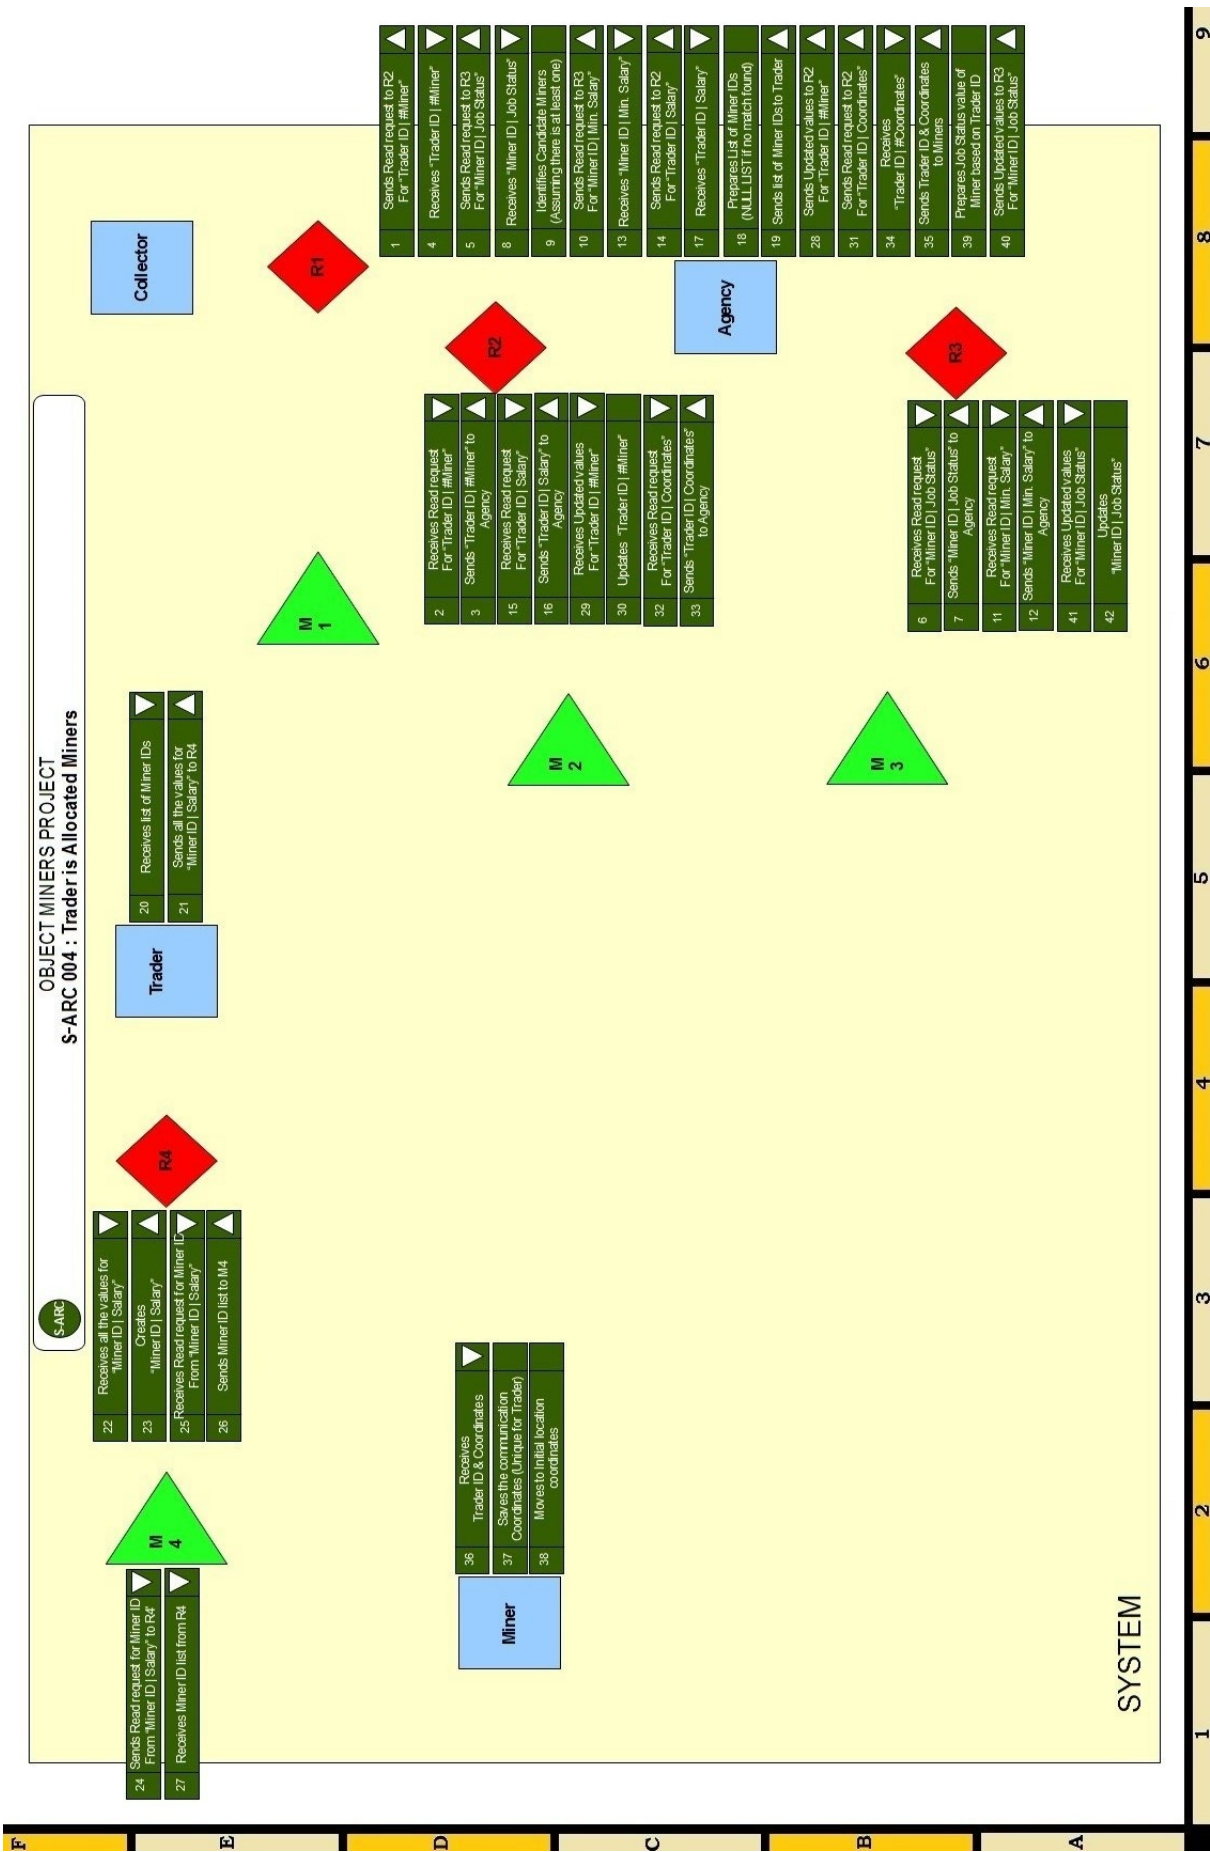 OBJECT MINERS PROJECT
S-ARC 004 : Trader is Allocated Miners
S-ARC
Collector
R1
1
Sends Read request to R2
For "Trader ID | #Miner"
4
Receives "Trader ID | #Miner"
5
Sends Read request to R3
For "Miner ID | Job Status"
8
Receives "Miner ID | Job Status"
9
Identifies Candidate Miners
(Assuming there is at least one)
10
Sends Read request to R3
For "Miner ID | Min. Salary"
13
Receives "Miner ID | Min. Salary"
14
Sends Read request to R2
For "Trader ID | Salary"
17
Receives "Trader ID | Salary"
18
Prepares List of Miner IDs
(NULL LIST if no match found)
19
Sends list of Miner IDs to Trader
28
Sends Updated values to R2
For "Trader ID | #Miner"
31
Sends Read request to R2
For "Trader ID | Coordinates"
34
Receives
"Trader ID | #Coordinates"
35
Sends Trader ID & Coordinates
to Miners
39
Prepares Job Status value of
Miner based on Trader ID
40
Sends Updated values to R3
For "Miner ID | Job Status"
Agency
R2
2
Receives Read request
For "Trader ID | #Miner"
3
Sends "Trader ID | #Miner" to
Agency
15
Receives Read request
For "Trader ID | Salary"
16
Sends "Trader ID | Salary" to
Agency
29
Receives Updated values
For "Trader ID | #Miner"
30
Updates "Trader ID | #Miner"
32
Receives Read request
For "Trader ID | Coordinates"
33
Sends "Trader ID | Coordinates"
to Agency
R3
6
Receives Read request
For "Miner ID | Job Status"
7
Sends "Miner ID | Job Status" to
Agency
11
Receives Read request
For "Miner ID | Min. Salary"
12
Sends "Miner ID | Min. Salary" to
Agency
41
Receives Updated values
For "Miner ID | Job Status"
42
Updates
"Miner ID | Job Status"
M
1
M
2
M
3
20
Receives list of Miner IDs
21
Sends all the values for
"Miner ID | Salary" to R4
Trader
R4
22
Receives all the values for
"Miner ID | Salary"
23
Creates
"Miner ID | Salary"
25
Receives Read request for Miner ID
From "Miner ID | Salary"
26
Sends Miner ID list to M4
M
4
24
Sends Read request for Miner ID
From "Miner ID | Salary" to R4"
27
Receives Miner ID list from R4
36
Receives
Trader ID & Coordinates
37
Saves the communication
Coordinates (Unique for Trader)
38
Moves to Initial location
coordinates
Miner
SYSTEM
F
E
D
C
B
A
1
2
3
4
5
6
7
8
9